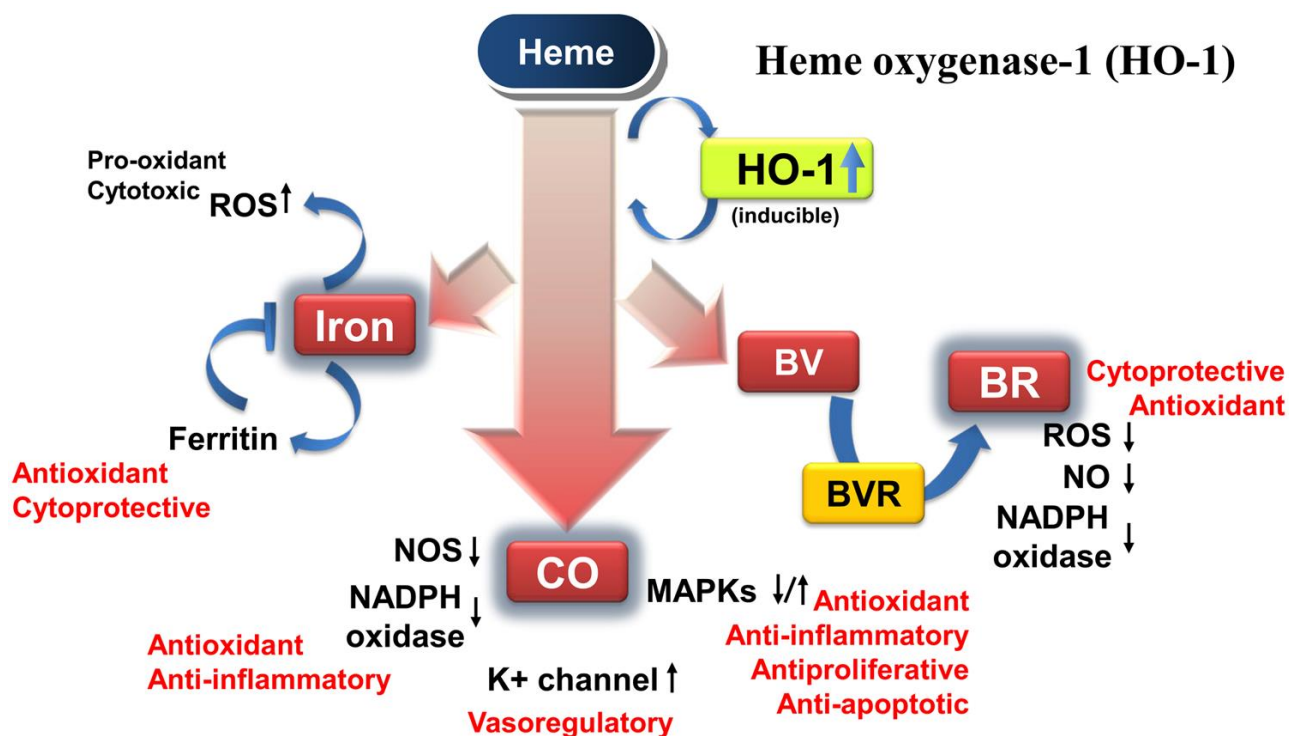 Heme
Heme oxygenase-1 (HO-1)
HO-1
(inducible)
Pro-oxidant
Cytotoxic
ROS
Iron
Ferritin
Antioxidant
Cytoprotective
BV
BVR
BR
Cytoprotective
Antioxidant
ROS
NO
NADPH
oxidase
CO
NOS
NADPH
oxidase
Antioxidant
Anti-inflammatory
K+ channel
Vasoregulatory
MAPKs /
Antioxidant
Anti-inflammatory
Antiproliferative
Anti-apoptotic